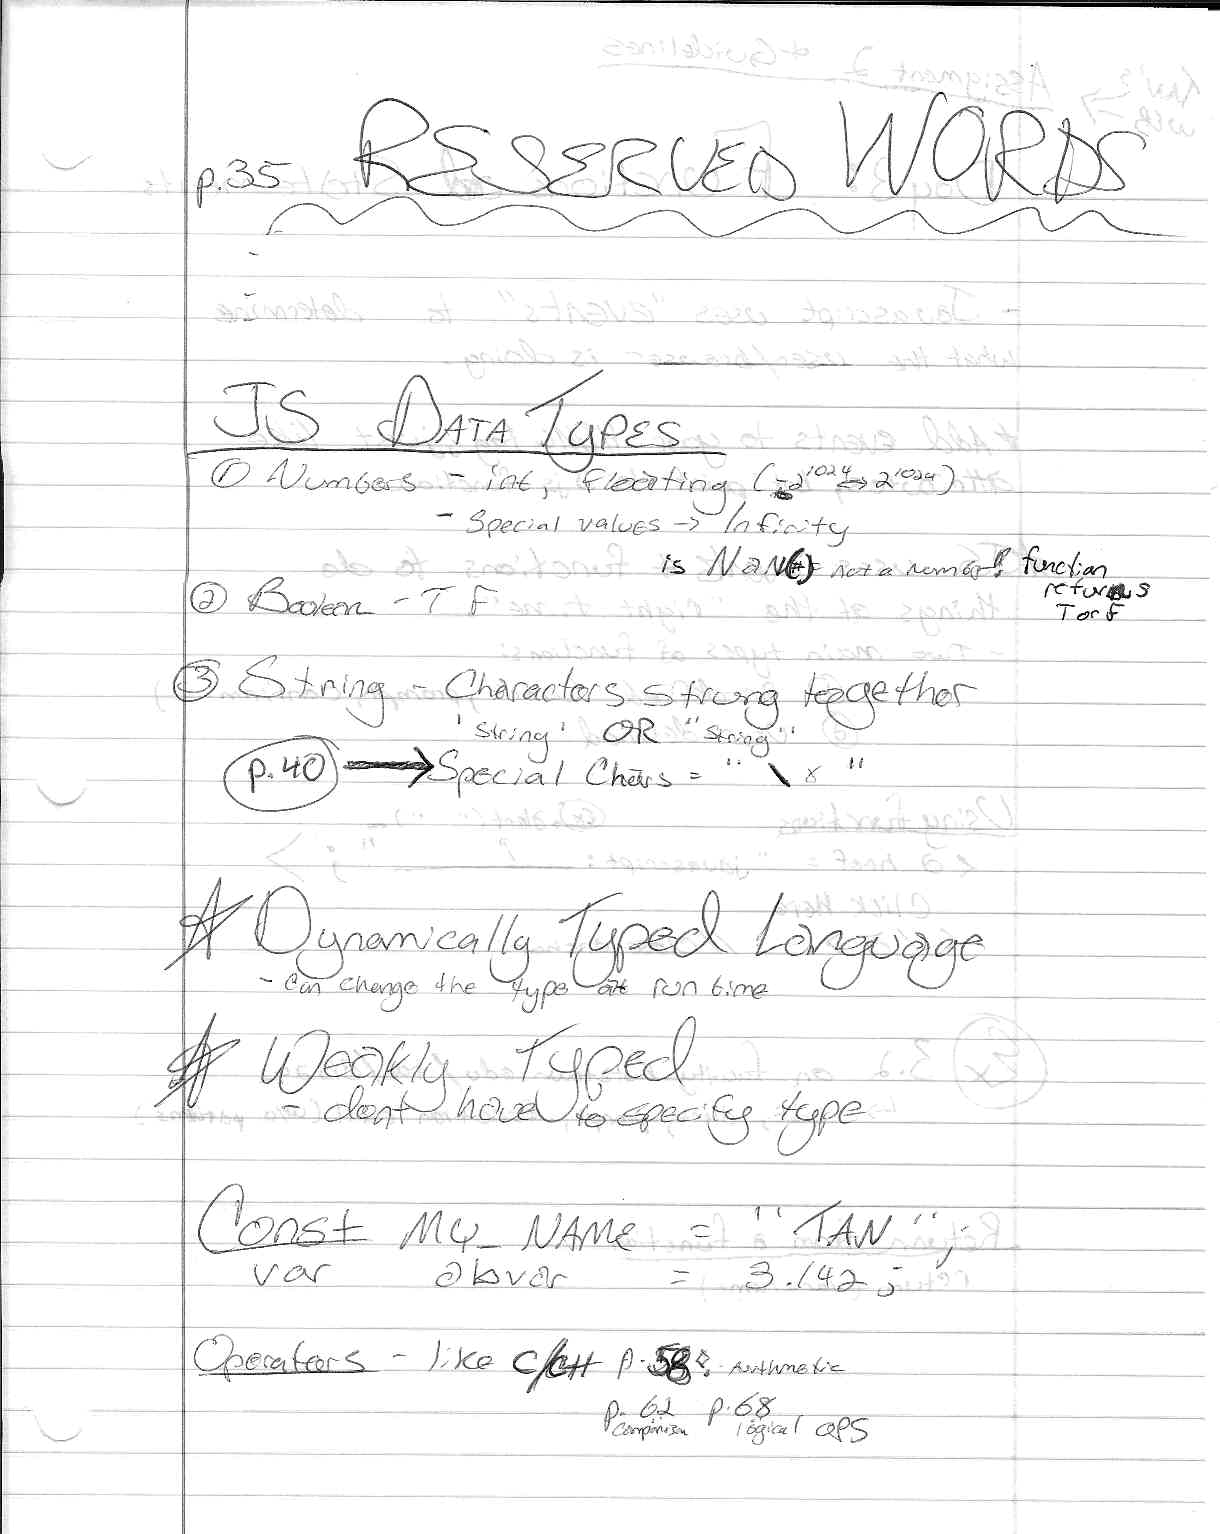 p.35 RESERVED WORDS
JS DATA TYPES
① Numbers - int, floating (-2^1024 → 2^1024)
- Special values -> Infinity
is NaN() not a number! function
returns
T or F
② Boolean - T F
③ String - Charactors strung together
'string' OR "string"
p.40 → Special Chars = " \ x "
☆ Dynamically Typed Language
- Can change the type at run time
☆ Weakly Typed
- dont have to specify type
Const MY_NAME = "TAN";
var abvar = 3.142;
Operators - like C/C++ p. 58: Arithmetic
p. 62 p. 68
Comparison logical OPS